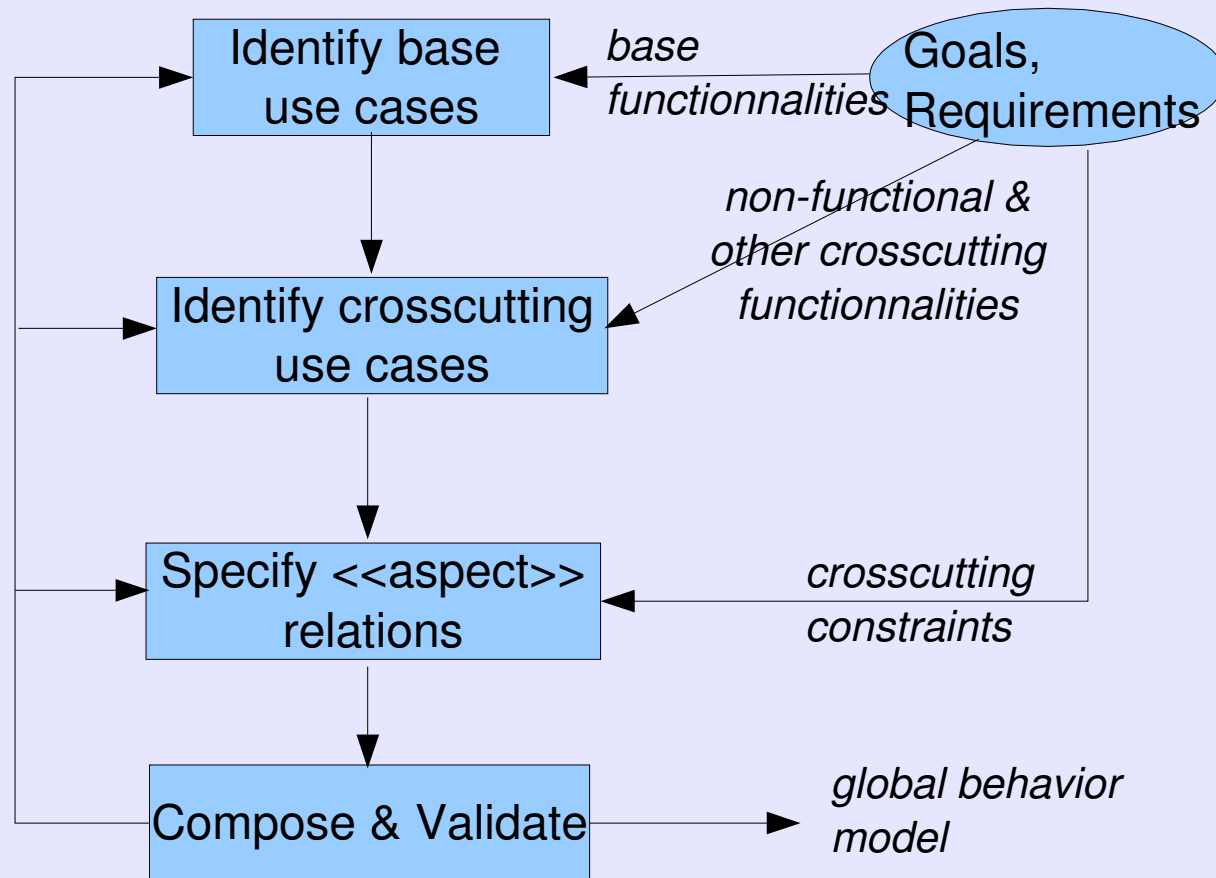 Identify base
use cases
base
functionnalities
Goals,
Requirements
non-functional &
other crosscutting
functionnalities
Identify crosscutting
use cases
Specify <<aspect>>
relations
crosscutting
constraints
Compose & Validate
global behavior
model